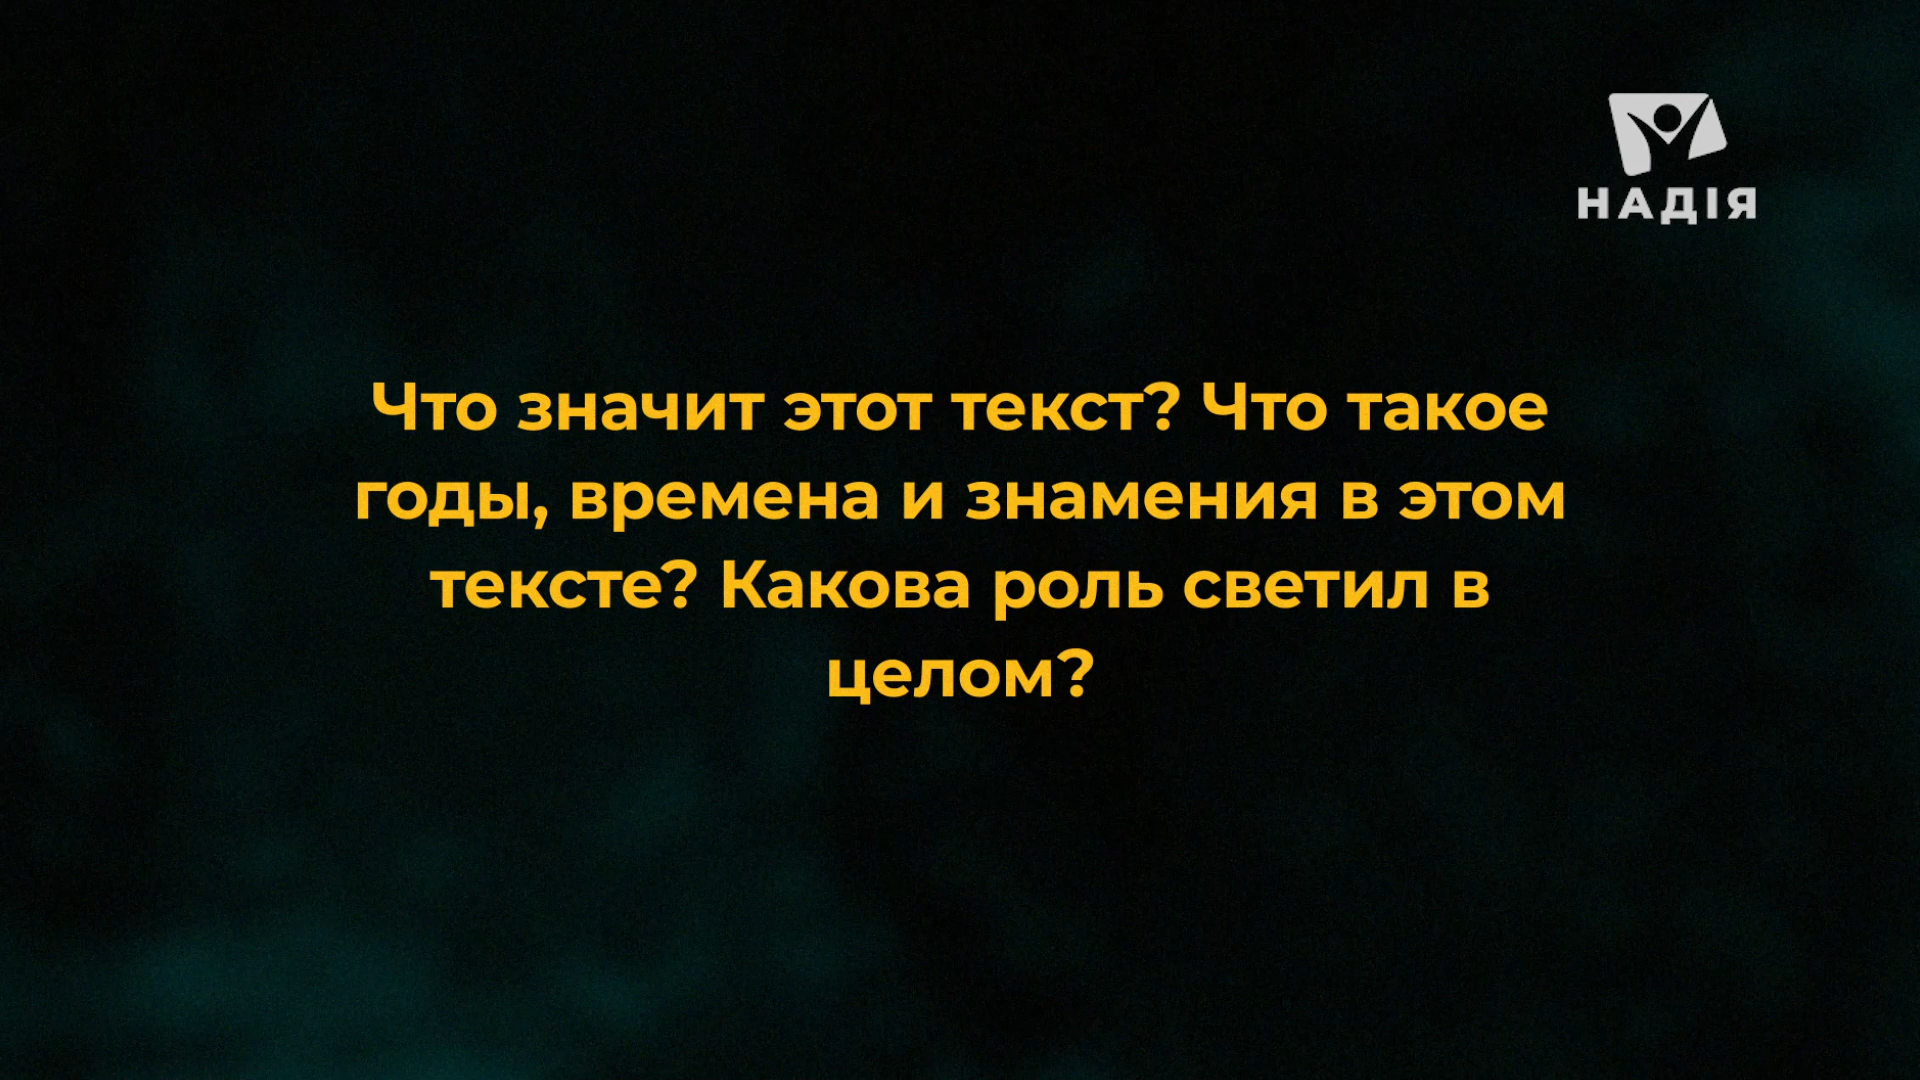 НАДІЯ
Что значит этот текст? Что такое
годы, времена и знамения в этом
тексте? Какова роль светил в
целом?